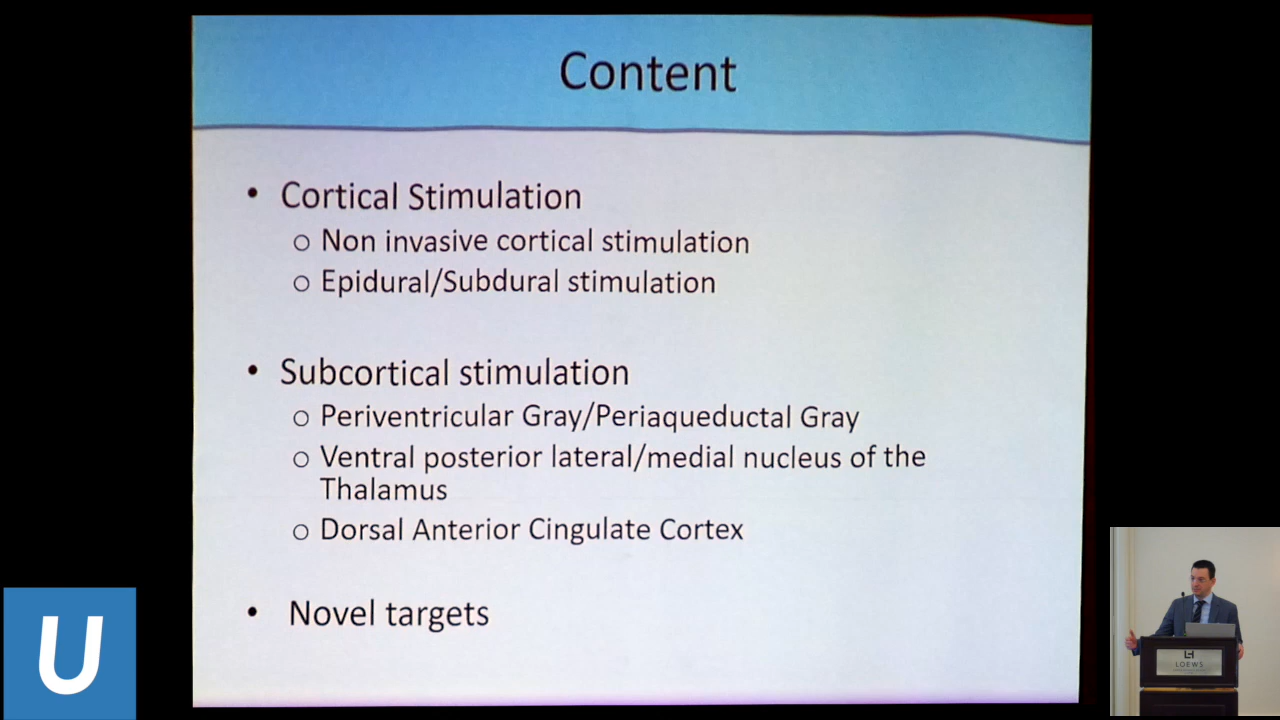 Content
• Cortical Stimulation
o Non invasive cortical stimulation
o Epidural/Subdural stimulation
• Subcortical stimulation
o Periventricular Gray/Periaqueductal Gray
o Ventral posterior lateral/medial nucleus of the
Thalamus
o Dorsal Anterior Cingulate Cortex
• Novel targets
U
LOEWS